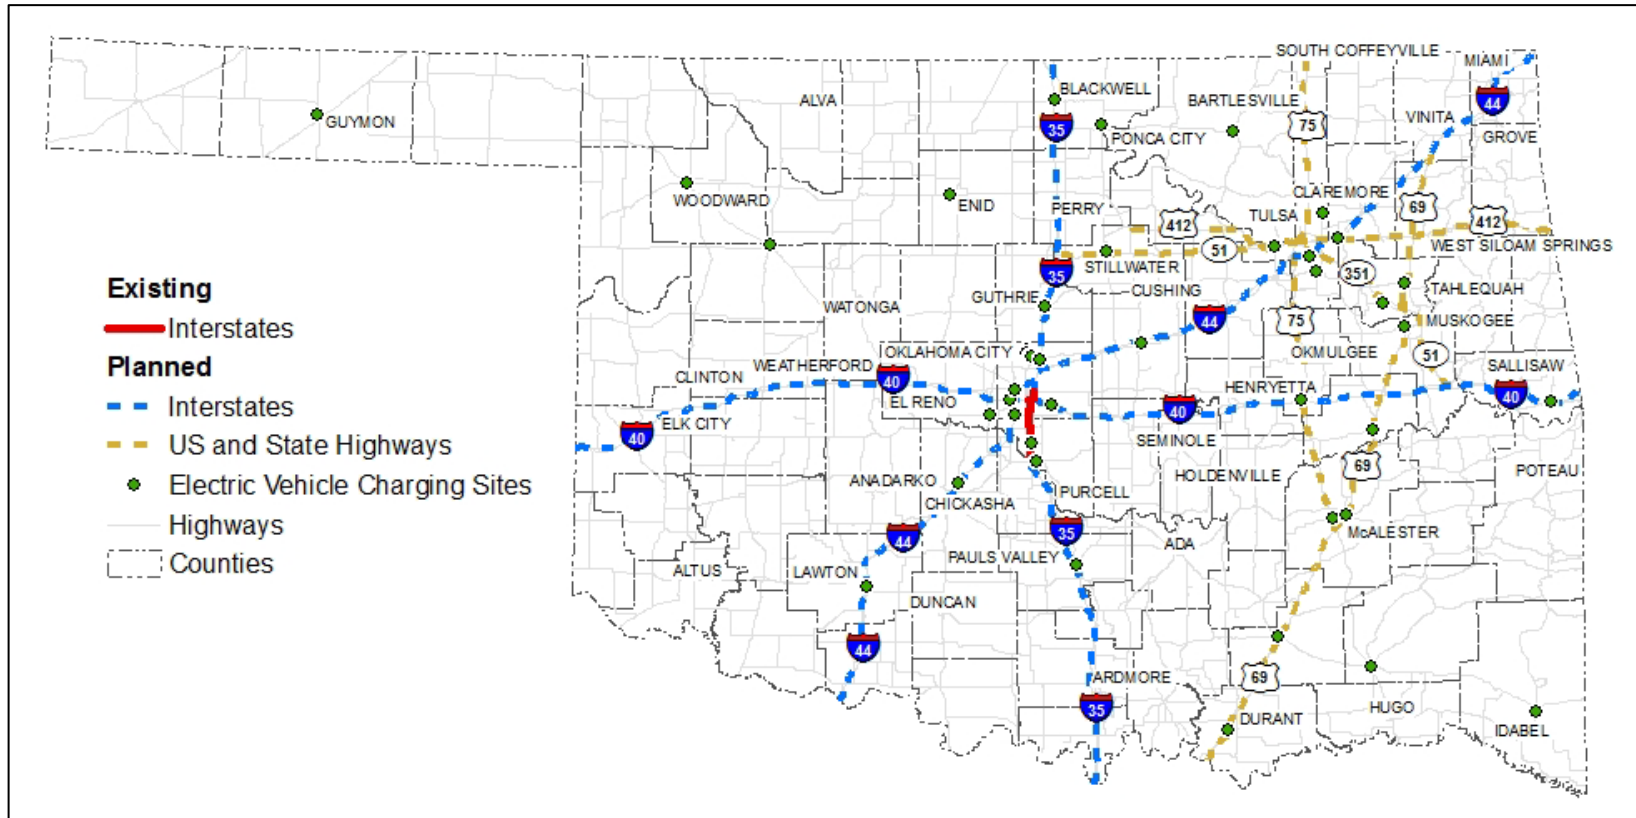 SOUTH COFFEYVILLE
MIAMI
44
BLACKWELL
BARTLESVILLE
ALVA
VINITA
GUYMON
35
75
PONCA CITY
GROVE
WOODWARD
CLAREMORE
ENID
PERRY
TULSA
69
412
412
51
WEST SILOAM SPRINGS
STILLWATER
35
351
Existing
Interstates
Planned
Interstates
US and State Highways
Electric Vehicle Charging Sites
Highways
Counties
GUTHRIE
CUSHING
TAHLEQUAH
WATONGA
44
75
MUSKOGEE
OKLAHOMA CITY
OKMULGEE
51
WEATHERFORD
SALLISAW
CLINTON
40
HENRYETTA
40
EL RENO
40
ELK CITY
40
SEMINOLE
69
POTEAU
HOLDENVILLE
ANADARKO
PURCELL
CHICKASHA
35
McALESTER
44
ADA
PAULS VALLEY
ALTUS
LAWTON
DUNCAN
44
ARDMORE
69
35
HUGO
DURANT
IDABEL